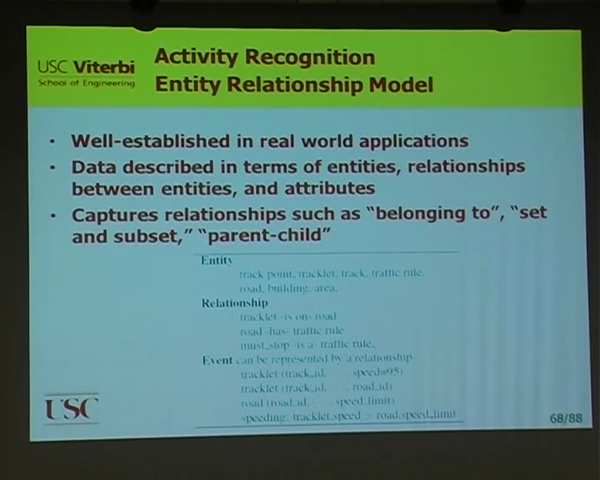 USC Viterbi
School of Engineering
Activity Recognition
Entity Relationship Model
• Well-established in real world applications
• Data described in terms of entities, relationships
between entities, and attributes
• Captures relationships such as “belonging to”, “set
and subset,” “parent-child”
Entity
track point, tracklet, track, traffic rule,
road, building, area,
Relationship
tracklet -is on- road
road -has- traffic rule
must_stop -is a- traffic rule,
Event can be represented by a relationship
tracklet (track_id, speed=95)
tracklet (track_id, road_id)
road (road_id, speed_limit)
speeding: tracklet.speed > road.speed_limit
USC
68/88